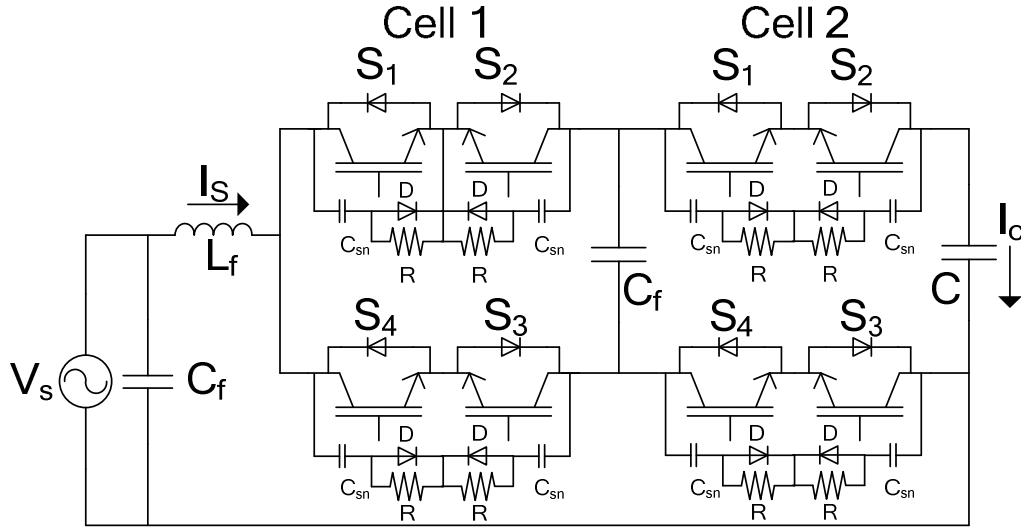 Cell 1 Cell 2
S1 S2 S1 S2
D D D D
IS
Csn R R Csn Csn R R Csn
Lf
IC
Cf C
S4 S3 S4 S3
Vs Cf
D D D D
Csn R R Csn Csn R R Csn